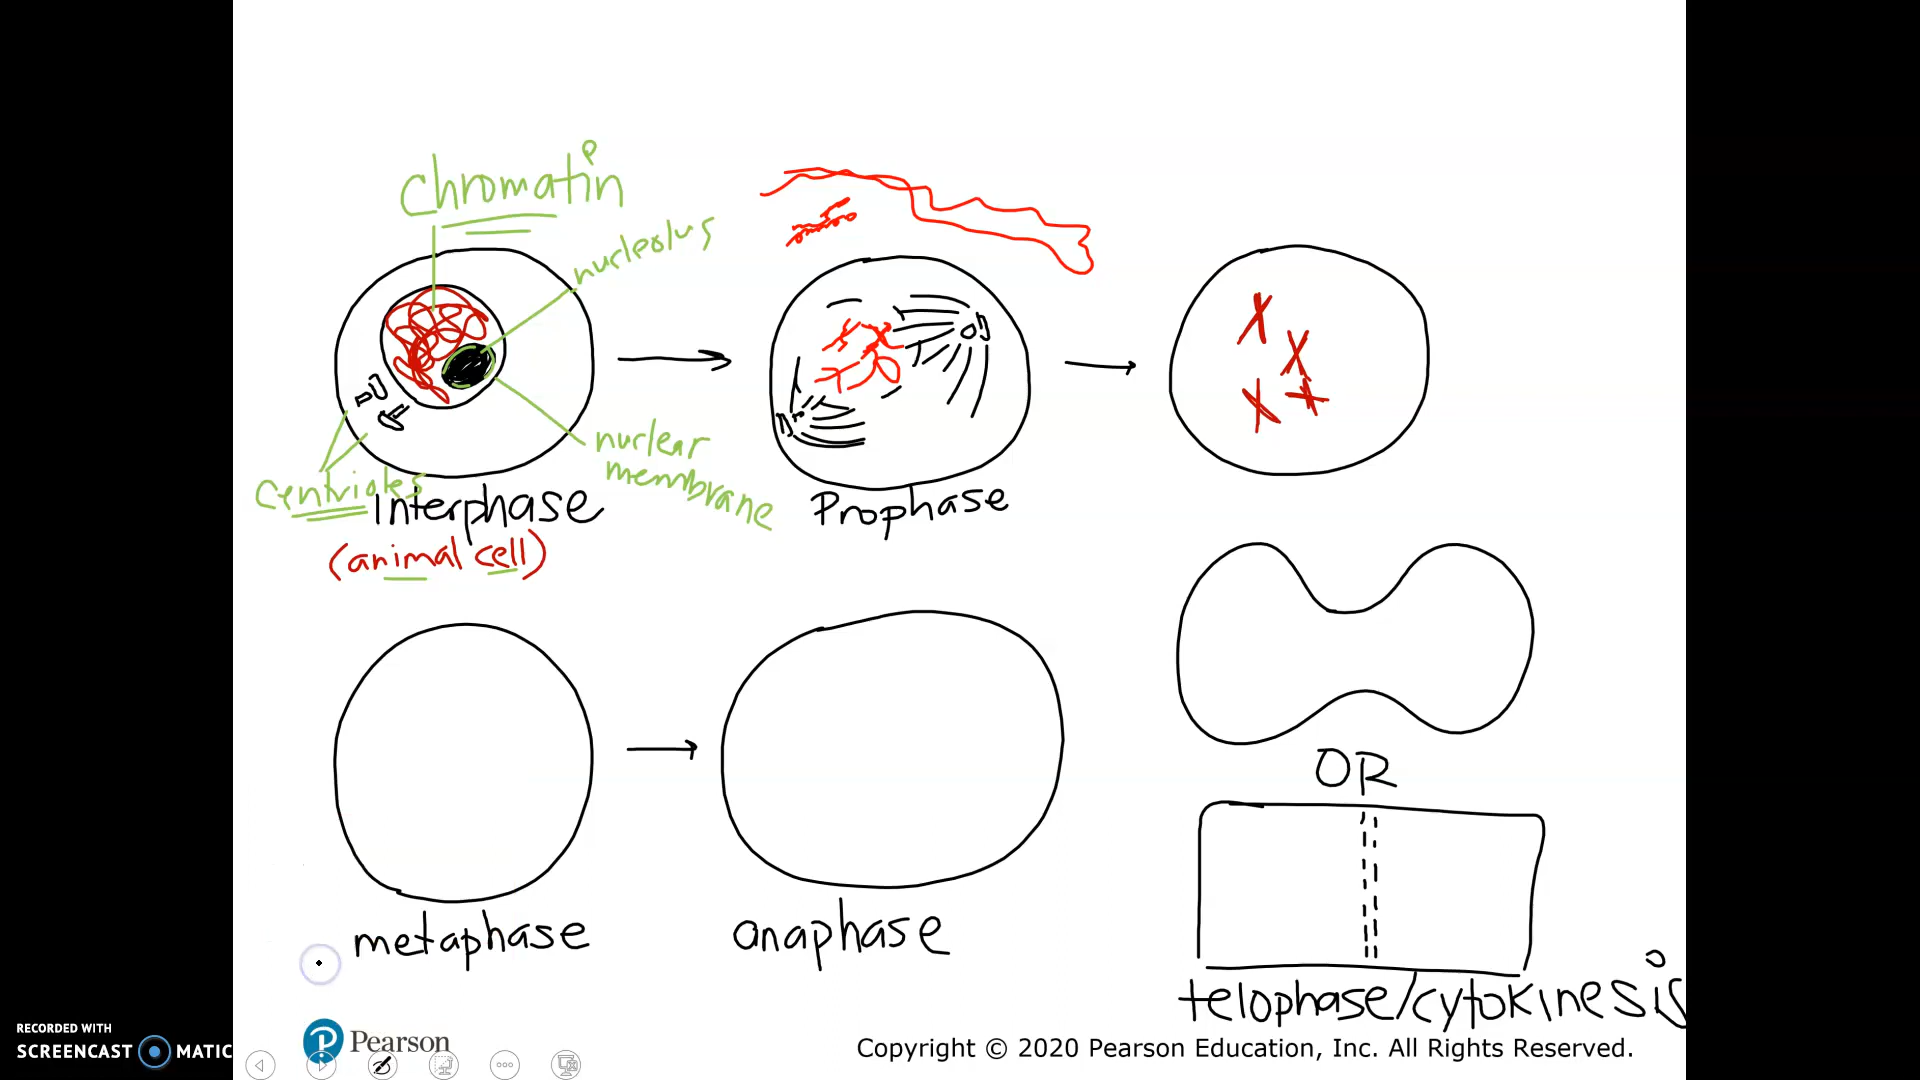 chromatin
nucleolus
nuclear
membrane
centrioles
Interphase
(animal cell)
Prophase
OR
metaphase
anaphase
telophase/cytokinesis
Pearson
Copyright © 2020 Pearson Education, Inc. All Rights Reserved.
RECORDED WITH
SCREENCAST MATIC